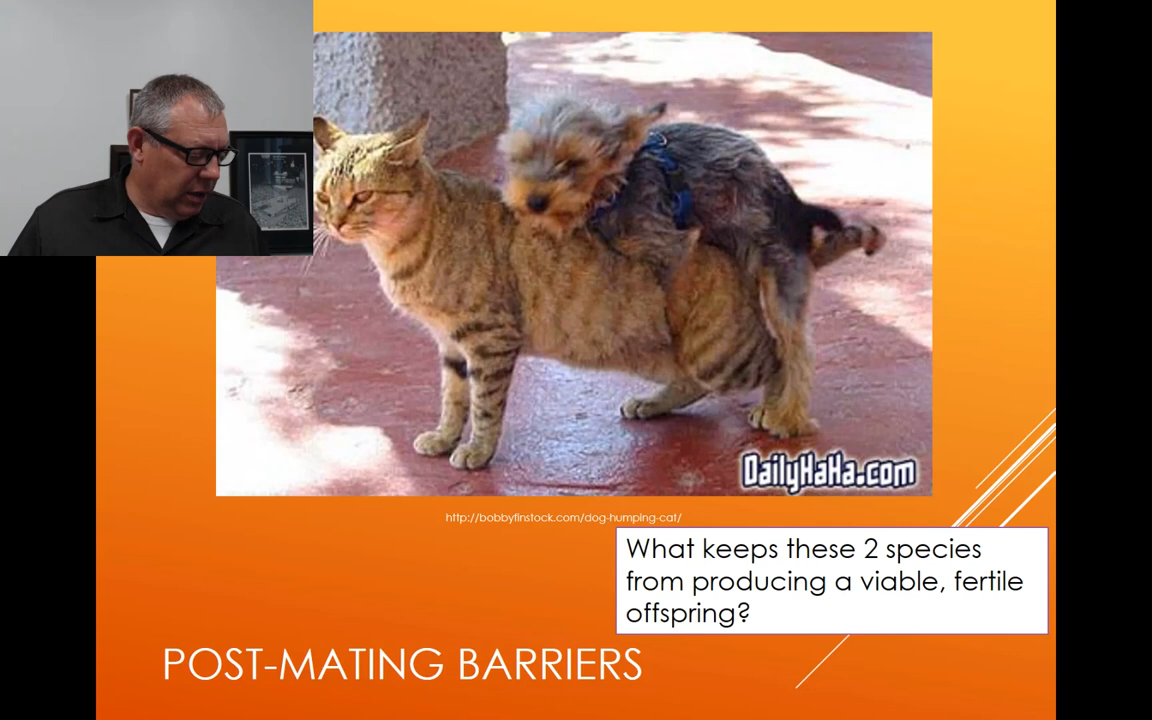 DailyHaHa.com
http://bobbyfinstock.com/dog-humping-cat/
What keeps these 2 species
from producing a viable, fertile
offspring?
POST-MATING BARRIERS